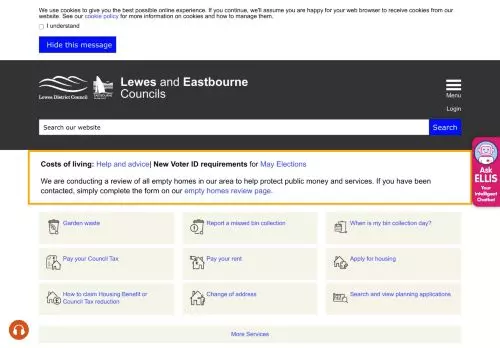 We use cookies to give you the best possible online experience. If you continue, we'll assume you are happy for your web browser to receive cookies from our
website. See our cookie policy for more information on cookies and how to manage them.
I understand
Hide this message
Lewes District Council
Lewes and Eastbourne
Councils
Menu
Login
Search our website
Search
Costs of living: Help and advice| New Voter ID requirements for May Elections
We are conducting a review of all empty homes in our area to help protect public money and services. If you have been
contacted, simply complete the form on our empty homes review page.
Ask
ELLIS
Your
Intelligent
Chatbot
Garden waste
Report a missed bin collection
When is my bin collection day?
Pay your Council Tax
Pay your rent
Apply for housing
How to claim Housing Benefit or
Council Tax reduction
Change of address
Search and view planning applications
More Services